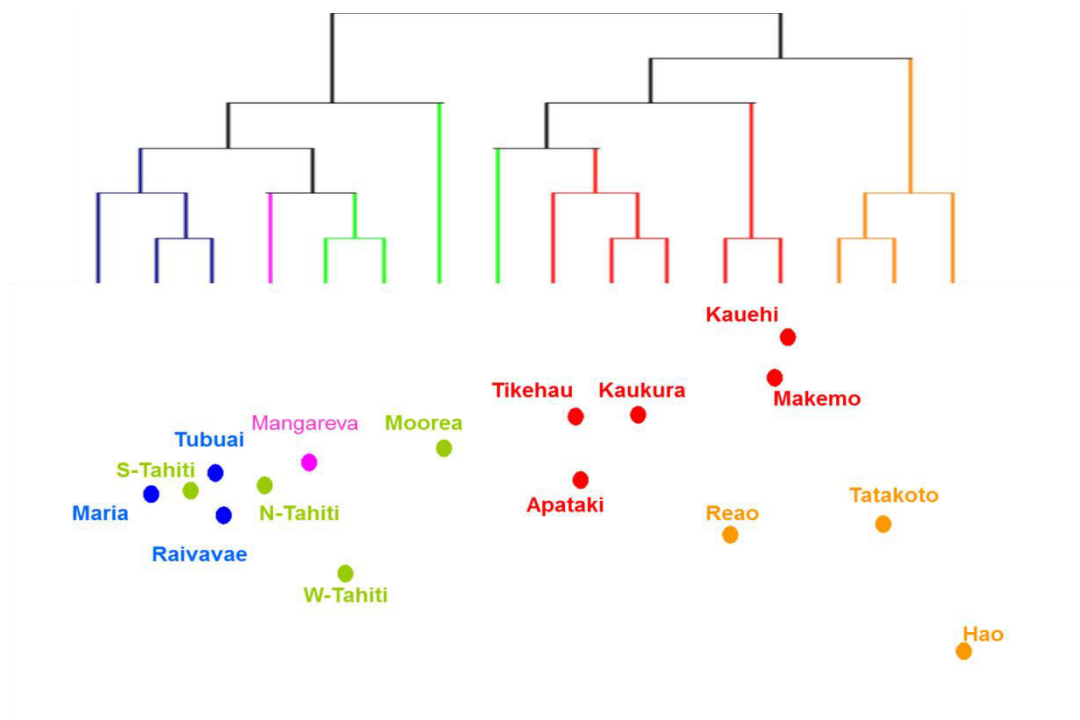 Kauehi
Tikehau Kaukura
Makemo
Mangareva Moorea
Tubuai
S-Tahiti
Maria N-Tahiti Apataki Reao Tatakoto
Raivavae
W-Tahiti
Hao